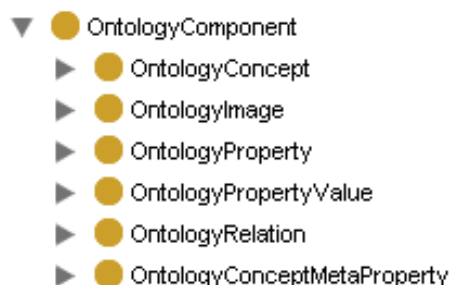 OntologyComponent
OntologyConcept
OntologyImage
OntologyProperty
OntologyPropertyValue
OntologyRelation
OntologyConceptMetaProperty